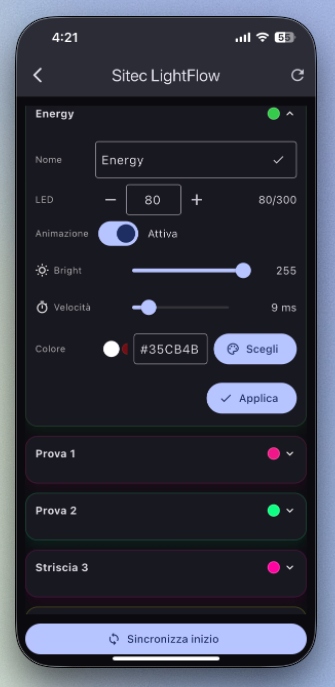 4:21
55
Sitec LightFlow
Energy
Nome
Energy
LED
80
80/300
Animazione
Attiva
Bright
255
Velocità
9 ms
Colore
#35CB4B
Scegli
Applica
Prova 1
Prova 2
Striscia 3
Sincronizza inizio